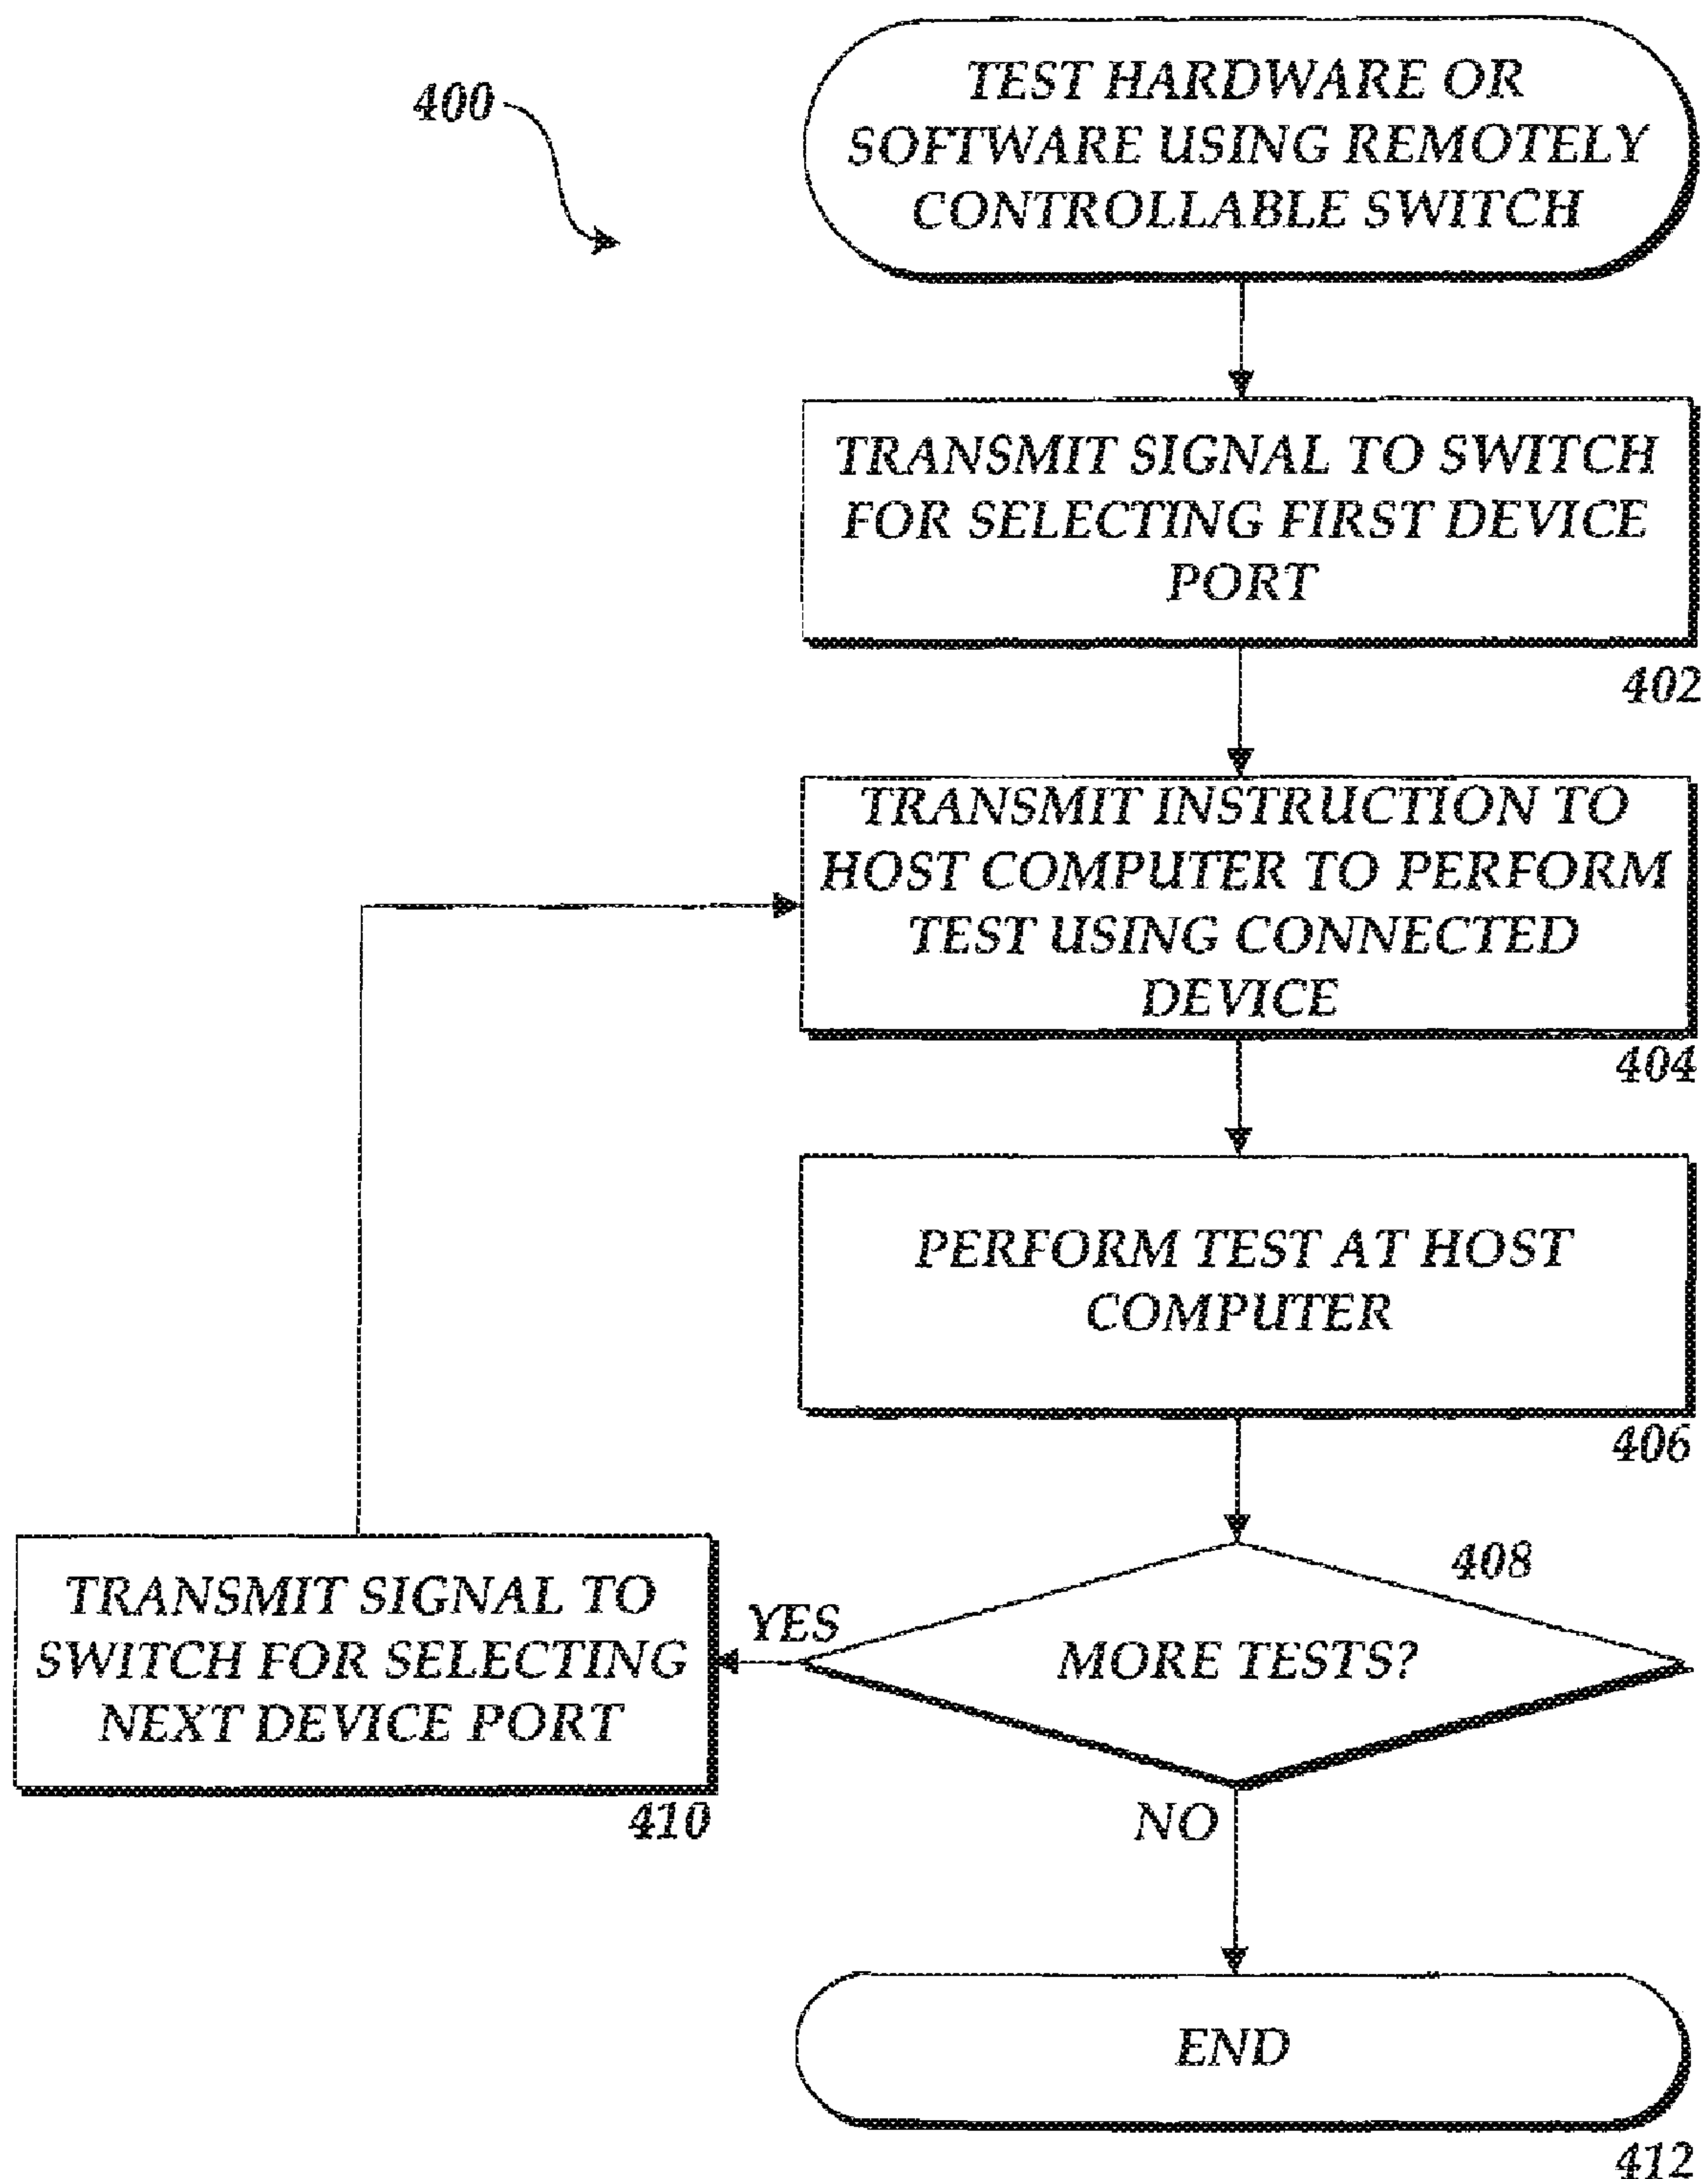 400
TEST HARDWARE OR
SOFTWARE USING REMOTELY
CONTROLLABLE SWITCH
TRANSMIT SIGNAL TO SWITCH
FOR SELECTING FIRST DEVICE
PORT
402
TRANSMIT INSTRUCTION TO
HOST COMPUTER TO PERFORM
TEST USING CONNECTED
DEVICE
404
PERFORM TEST AT HOST
COMPUTER
406
408
MORE TESTS?
YES
TRANSMIT SIGNAL TO
SWITCH FOR SELECTING
NEXT DEVICE PORT
410
NO
END
412